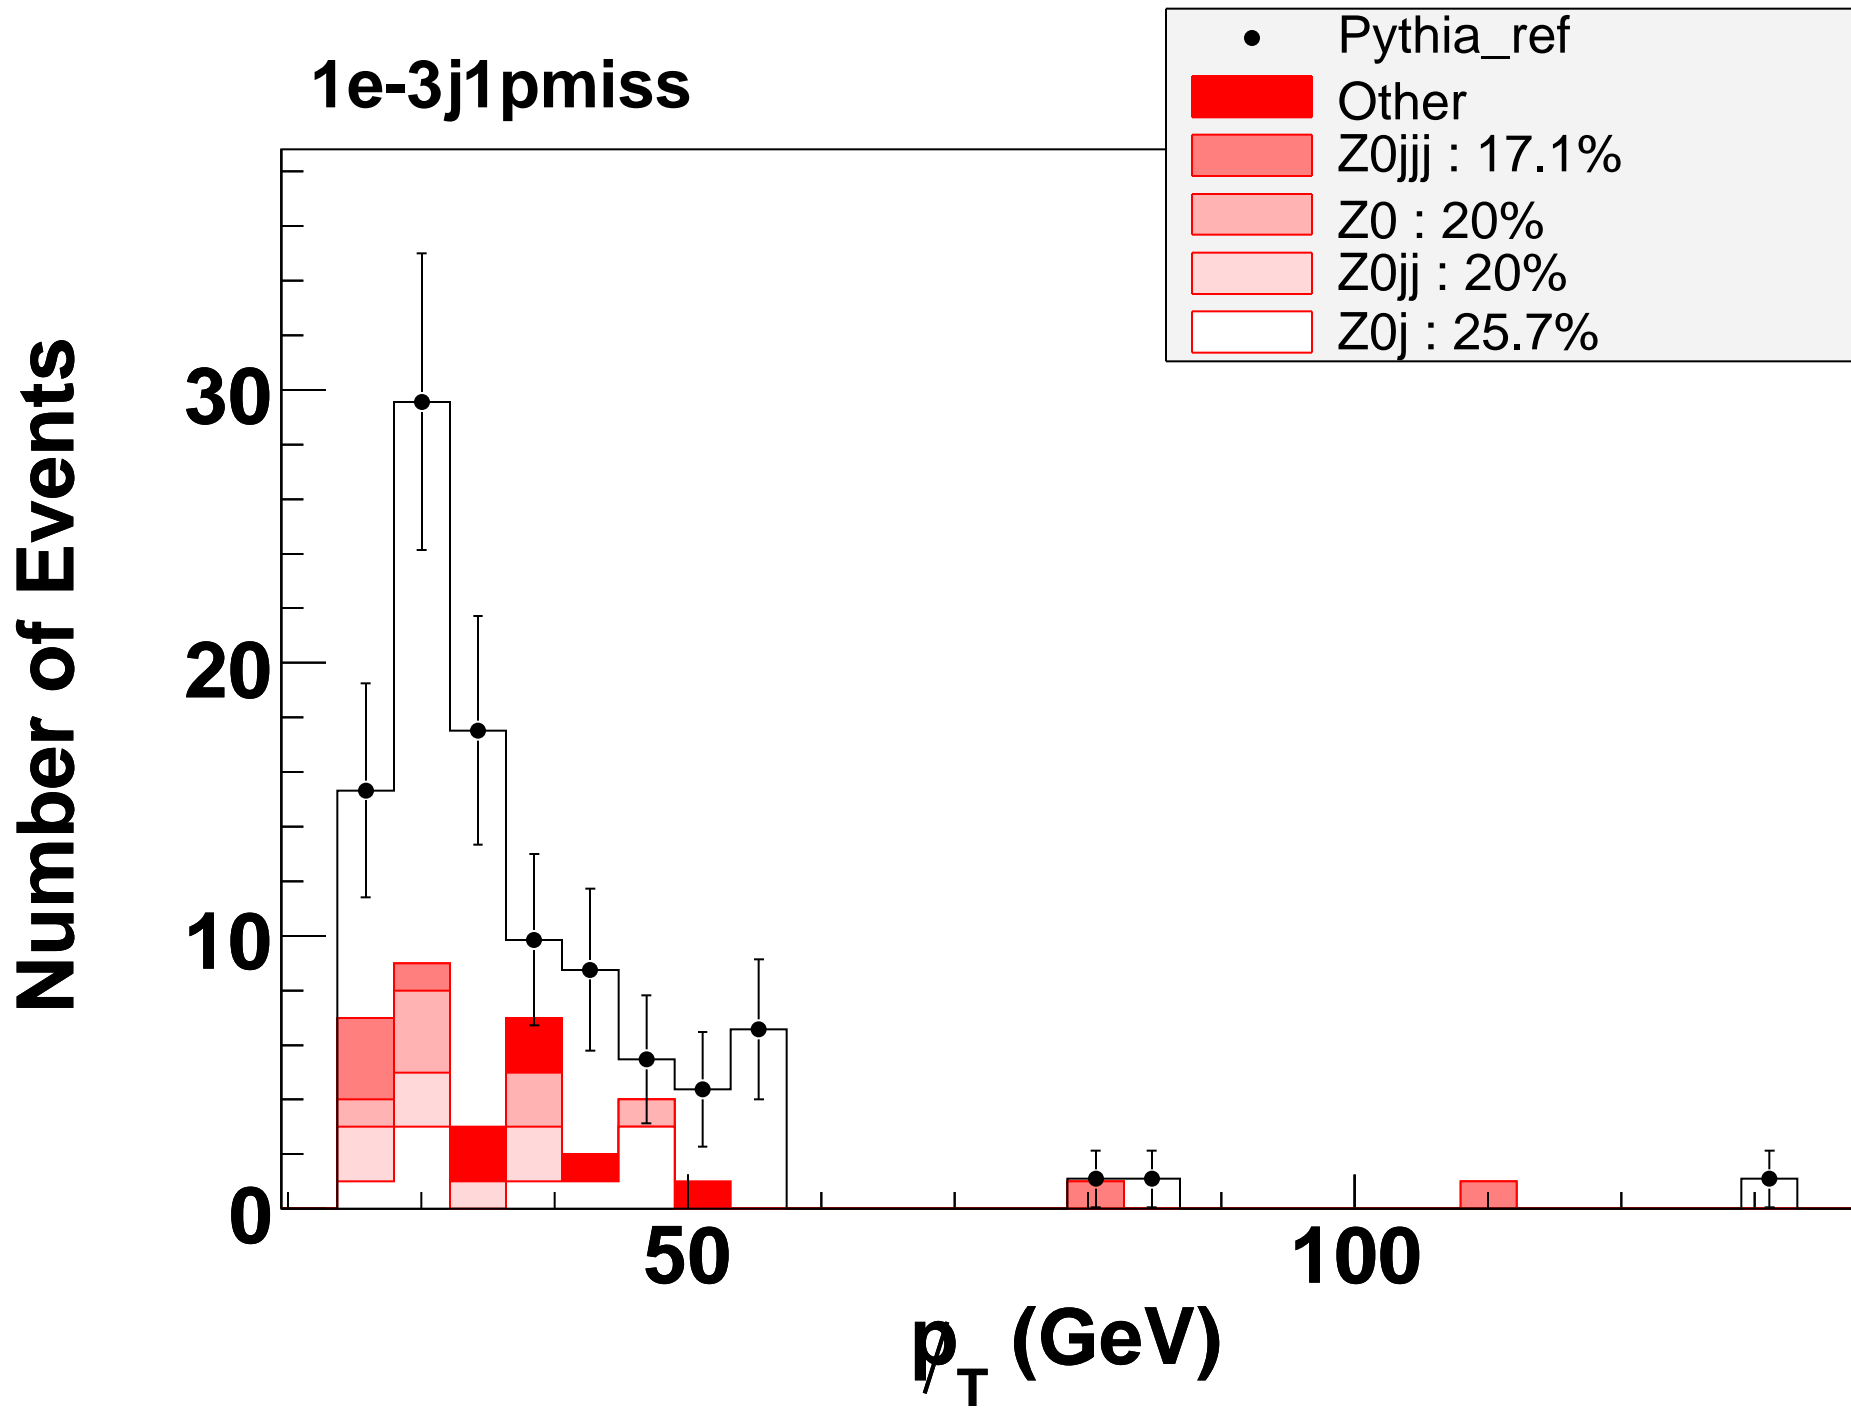 1e-3j1pmiss
Pythia_ref
Other
Z0jjj : 17.1%
Z0 : 20%
Z0jj : 20%
Z0j : 25.7%
Number of Events
30
20
10
0
50
100
p̸T (GeV)